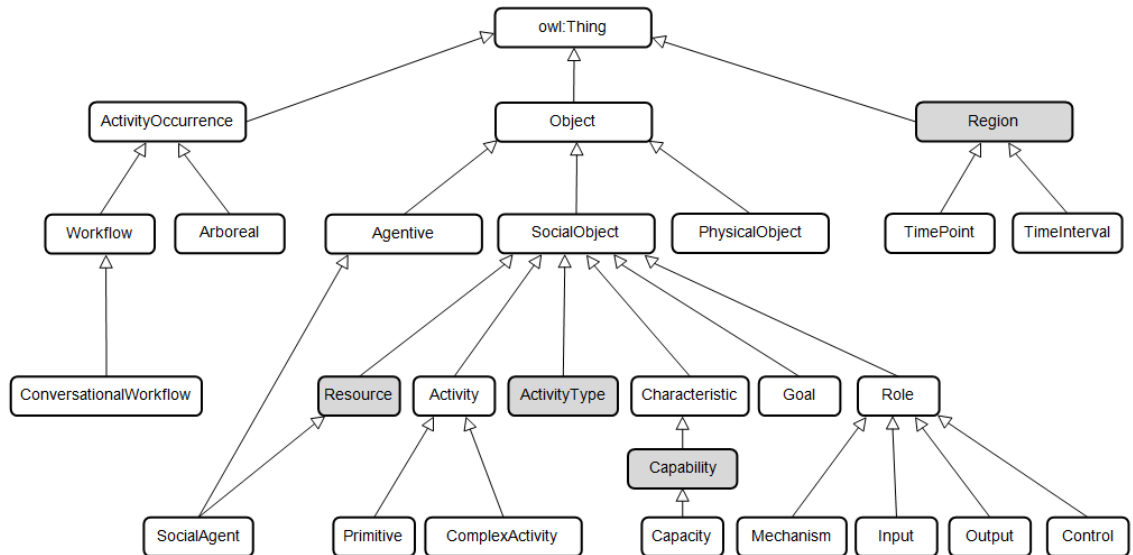 owl:Thing
ActivityOccurrence
Object
Region
Workflow
Arboreal
Agentive
SocialObject
PhysicalObject
TimePoint
TimeInterval
ConversationalWorkflow
Resource
Activity
ActivityType
Characteristic
Goal
Role
Capability
SocialAgent
Primitive
ComplexActivity
Capacity
Mechanism
Input
Output
Control